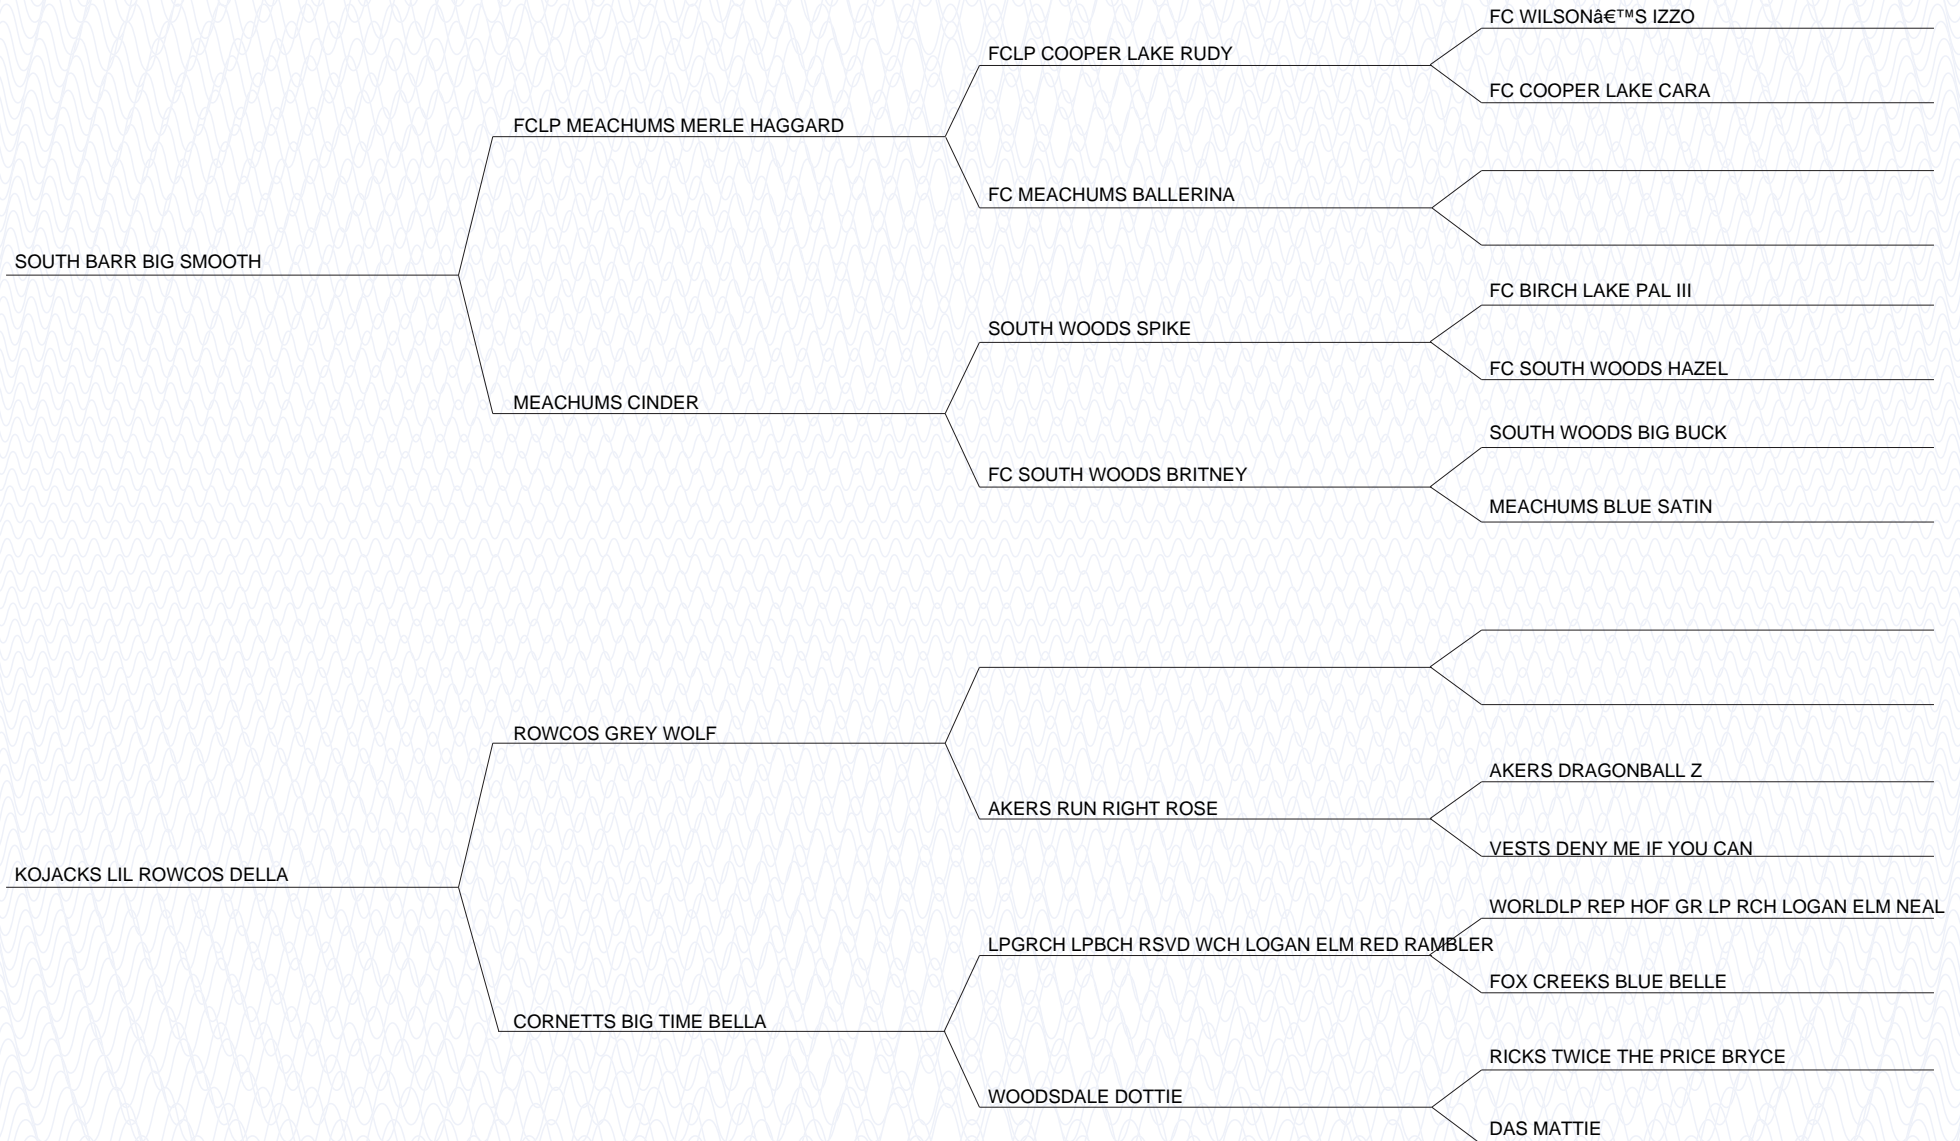 FC WILSONâ€™S IZZO
FCLP COOPER LAKE RUDY
FC COOPER LAKE CARA
FCLP MEACHUMS MERLE HAGGARD
FC MEACHUMS BALLERINA
SOUTH BARR BIG SMOOTH
FC BIRCH LAKE PAL III
SOUTH WOODS SPIKE
FC SOUTH WOODS HAZEL
MEACHUMS CINDER
SOUTH WOODS BIG BUCK
FC SOUTH WOODS BRITNEY
MEACHUMS BLUE SATIN
ROWCOS GREY WOLF
AKERS DRAGONBALL Z
AKERS RUN RIGHT ROSE
VESTS DENY ME IF YOU CAN
KOJACKS LIL ROWCOS DELLA
WORLDLP REP HOF GR LP RCH LOGAN ELM NEAL
LPGRCH LPBCH RSVD WCH LOGAN ELM RED RAMBLER
FOX CREEKS BLUE BELLE
CORNETTS BIG TIME BELLA
RICKS TWICE THE PRICE BRYCE
WOODSDALE DOTTIE
DAS MATTIE